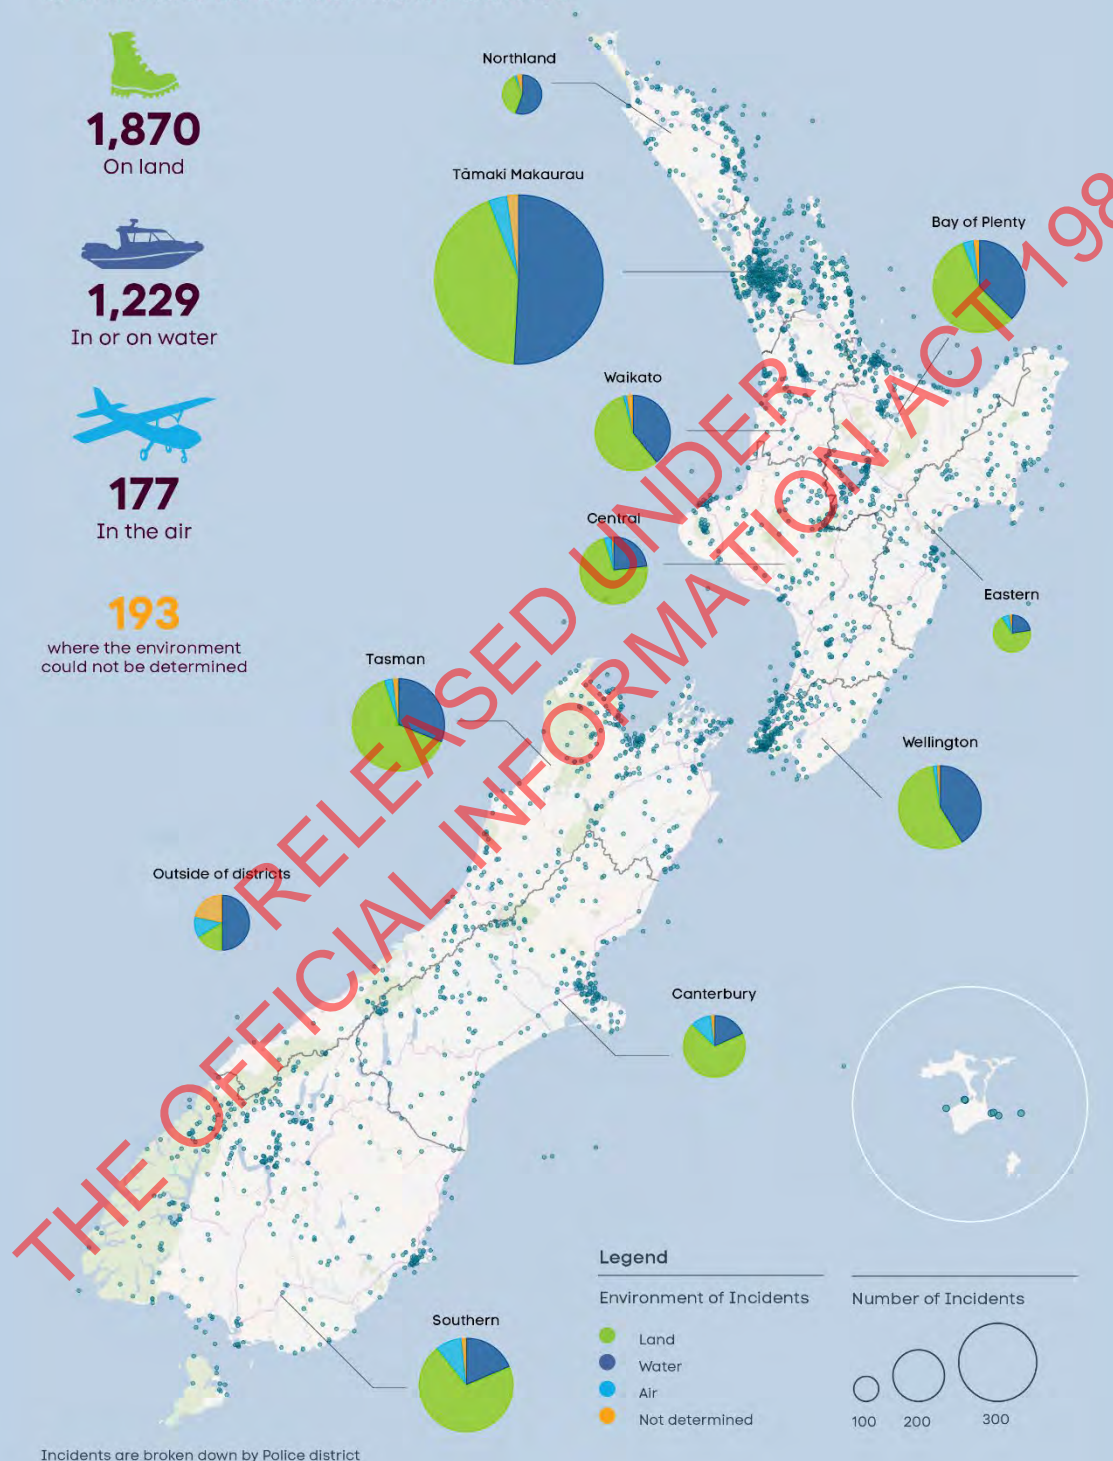 1,870
On land
1,229
In or on water
177
In the air
193
where the environment
could not be determined
Northland
Tāmaki Makaurau
Bay of Plenty
Waikato
Central
Eastern
Tasman
Wellington
Outside of districts
Canterbury
Southern
Legend
Environment of Incidents
Land
Water
Air
Not determined
Number of Incidents
100
200
300
Incidents are broken down by Police district
RELEASED UNDER
THE OFFICIAL INFORMATION ACT 198